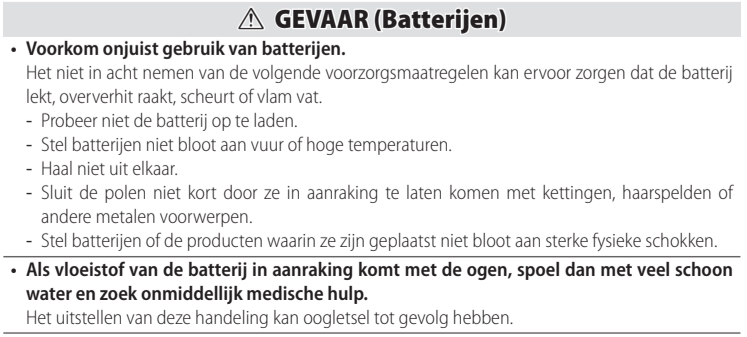 ⚠ GEVAAR (Batterijen)
• Voorkom onjuist gebruik van batterijen.
Het niet in acht nemen van de volgende voorzorgsmaatregelen kan ervoor zorgen dat de batterij
lekt, oververhit raakt, scheurt of vlam vat.
- Probeer niet de batterij op te laden.
- Stel batterijen niet bloot aan vuur of hoge temperaturen.
- Haal niet uit elkaar.
- Sluit de polen niet kort door ze in aanraking te laten komen met kettingen, haarspelden of
andere metalen voorwerpen.
- Stel batterijen of de producten waarin ze zijn geplaatst niet bloot aan sterke fysieke schokken.
• Als vloeistof van de batterij in aanraking komt met de ogen, spoel dan met veel schoon
water en zoek onmiddellijk medische hulp.
Het uitstellen van deze handeling kan oogletsel tot gevolg hebben.